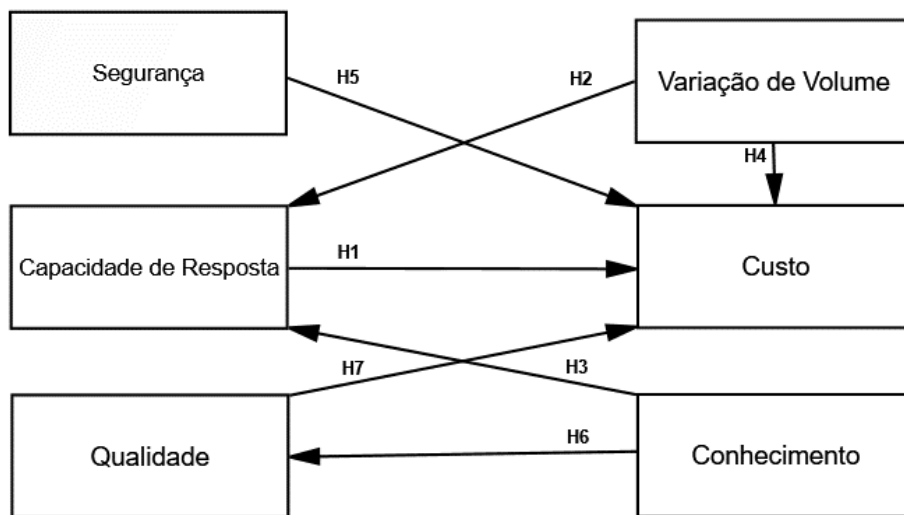 Segurança
H5
H2
Variação de Volume
H4
Capacidade de Resposta
H1
Custo
H7
H3
Qualidade
H6
Conhecimento